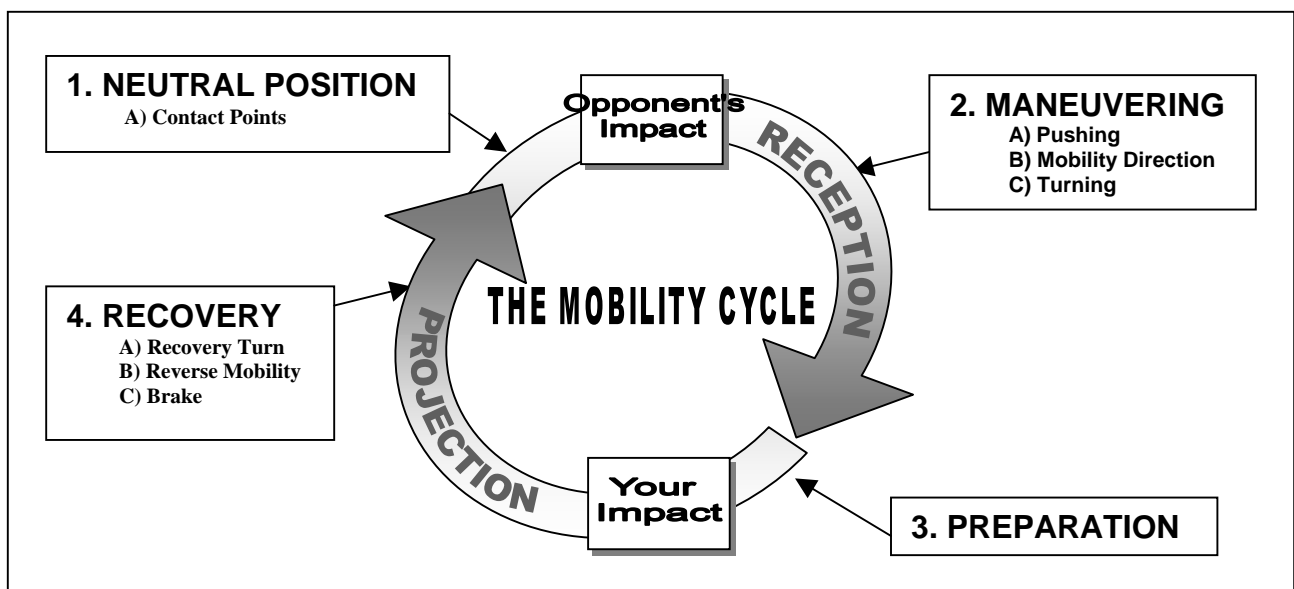 1. NEUTRAL POSITION
A) Contact Points
Opponent's
Impact
RECEPTION
2. MANEUVERING
A) Pushing
B) Mobility Direction
C) Turning
THE MOBILITY CYCLE
4. RECOVERY
A) Recovery Turn
B) Reverse Mobility
C) Brake
PROJECTION
Your
Impact
3. PREPARATION